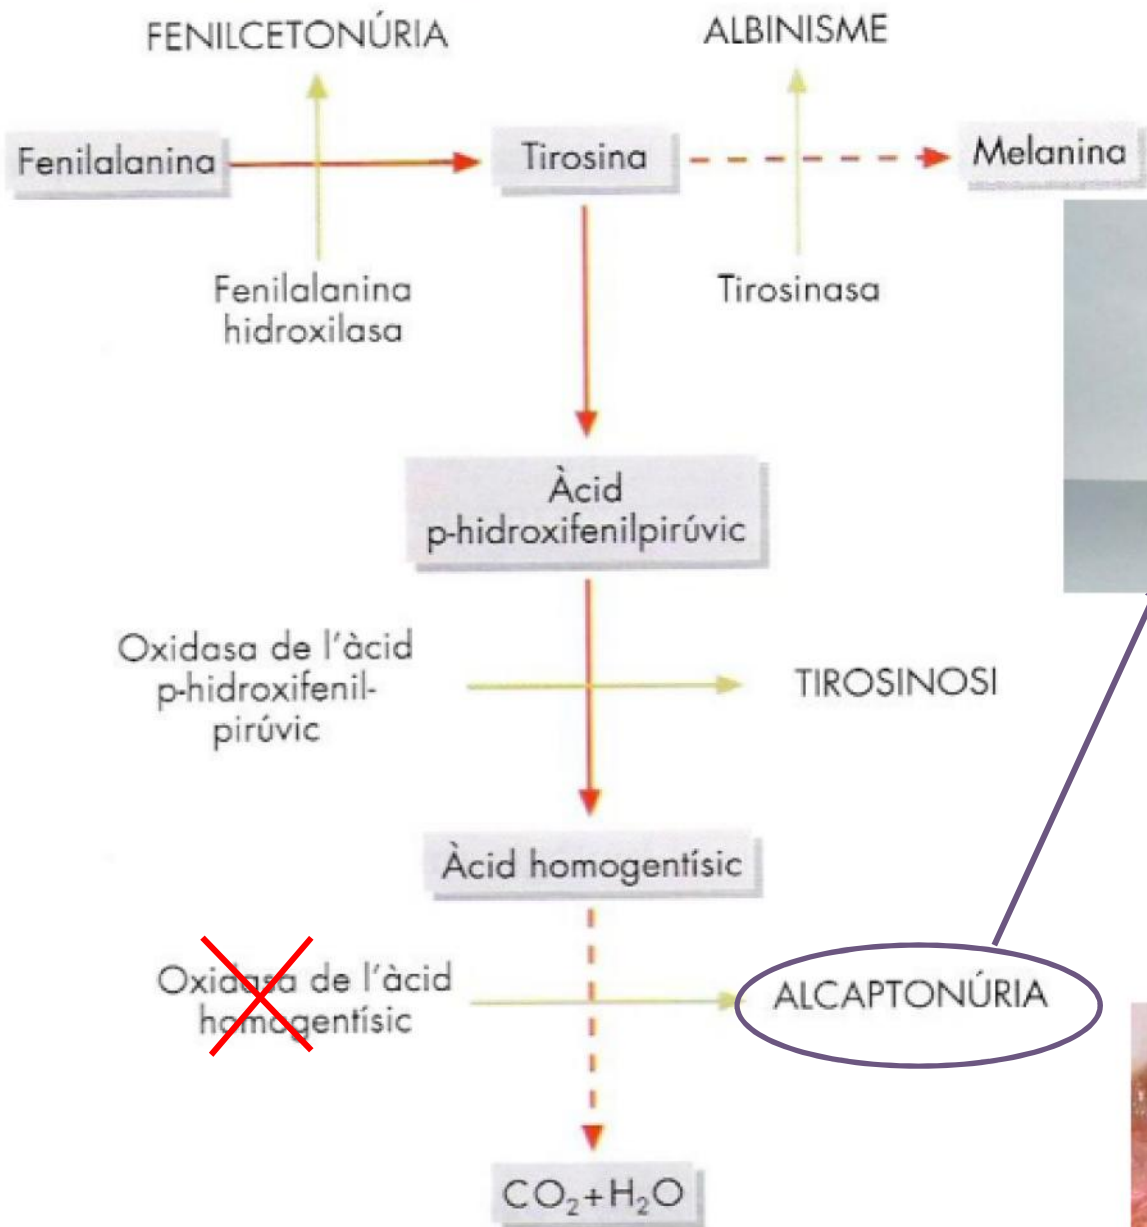 FENILCETONÚRIA
ALBINISME
Fenilalanina
Tirosina
Melanina
Fenilalanina
hidroxilasa
Tirosinasa
Àcid
p-hidroxifenilpirúvic
Oxidasa de l'àcid
p-hidroxifenil-
pirúvic
TIROSINOSI
Àcid homogentísic
Oxidasa de l'àcid
homogentísic
ALCAPTONÚRIA
CO₂+H₂O